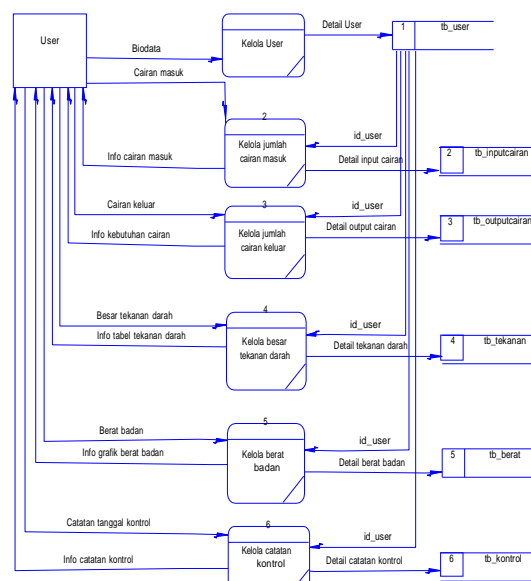 User
Biodata
Cairan masuk
Kelola User
Detail User
1
tb_user
2
Kelola jumlah
cairan masuk
id_user
Info cairan masuk
Detail input cairan
2
tb_inputcairan
3
Kelola jumlah
cairan keluar
Cairan keluar
id_user
Info kebutuhan cairan
Detail output cairan
3
tb_outputcairan
4
Kelola besar
tekanan darah
Besar tekanan darah
id_user
Info tabel tekanan darah
Detail tekanan darah
4
tb_tekanan
5
Kelola berat
badan
Berat badan
id_user
Info grafik berat badan
Detail berat badan
5
tb_berat
6
Kelola catatan
kontrol
Catatan tanggal kontrol
id_user
Info catatan kontrol
Detail catatan kontrol
6
tb_kontrol